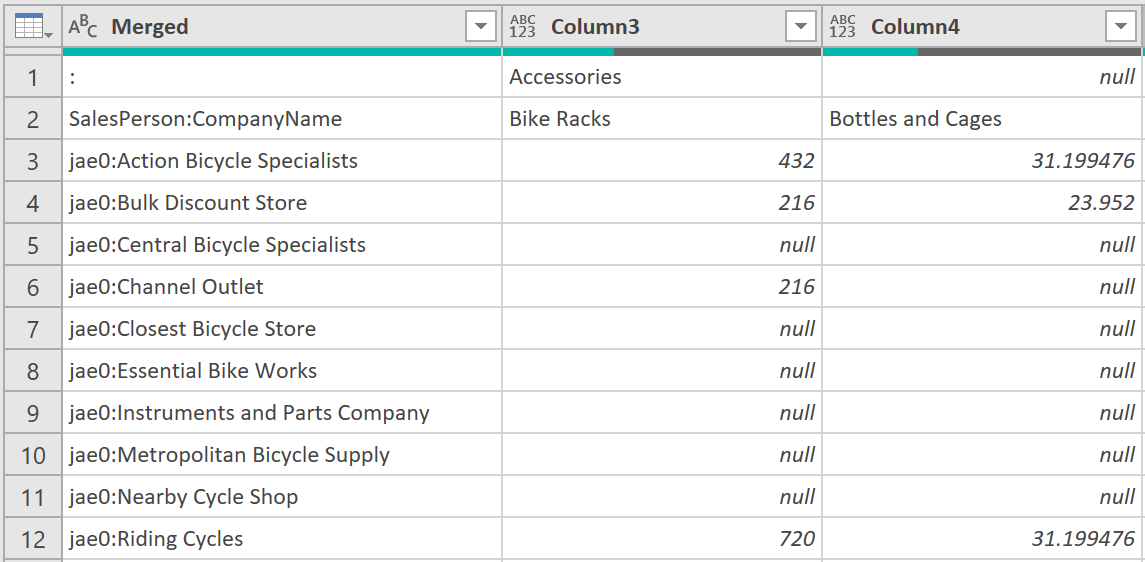 ABC Merged ABC 123 Column3 ABC 123 Column4
1 : Accessories null
2 SalesPerson:CompanyName Bike Racks Bottles and Cages
3 jae0:Action Bicycle Specialists 432 31.199476
4 jae0:Bulk Discount Store 216 23.952
5 jae0:Central Bicycle Specialists null null
6 jae0:Channel Outlet 216 null
7 jae0:Closest Bicycle Store null null
8 jae0:Essential Bike Works null null
9 jae0:Instruments and Parts Company null null
10 jae0:Metropolitan Bicycle Supply null null
11 jae0:Nearby Cycle Shop null null
12 jae0:Riding Cycles 720 31.199476